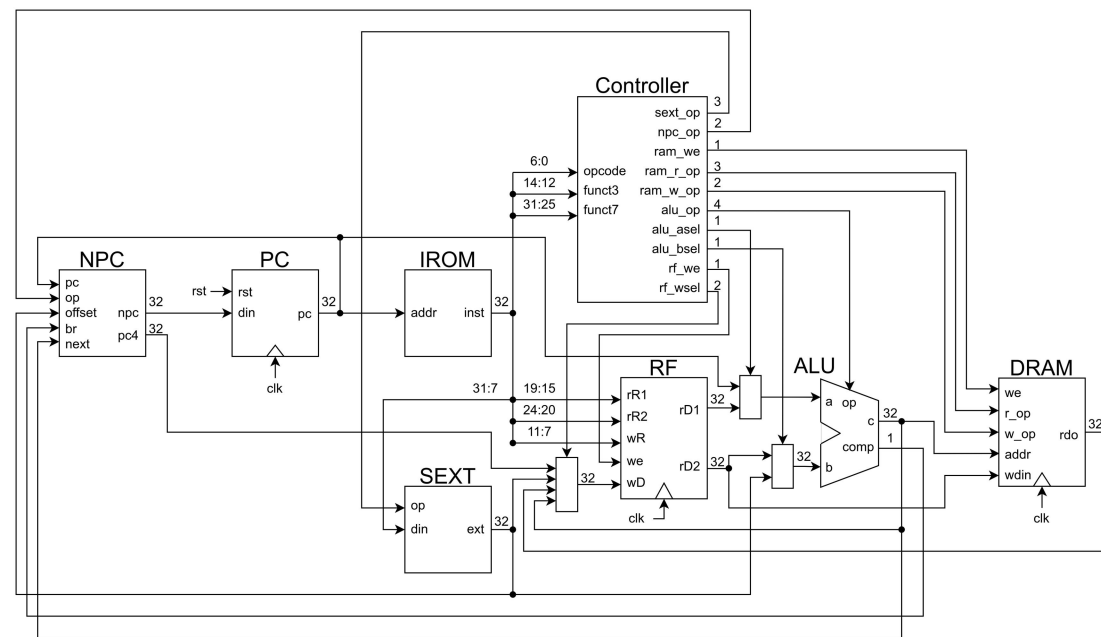 Controller
sext_op
3
npc_op
2
ram_we
1
6:0
opcode
ram_r_op
3
14:12
funct3
ram_w_op
2
31:25
funct7
alu_op
4
alu_asel
1
alu_bsel
1
rf_we
1
rf_wsel
2
NPC
pc
op
offset
br
next
npc
32
pc4
32
PC
rst
rst
din
pc
32
clk
IROM
addr
inst
32
31:7
19:15
24:20
11:7
RF
rR1
rR2
wR
we
wD
rD1
32
rD2
32
clk
32
SEXT
op
din
ext
32
32
ALU
a
op
b
c
32
comp
1
DRAM
we
r_op
w_op
addr
wdin
rdo
32
clk